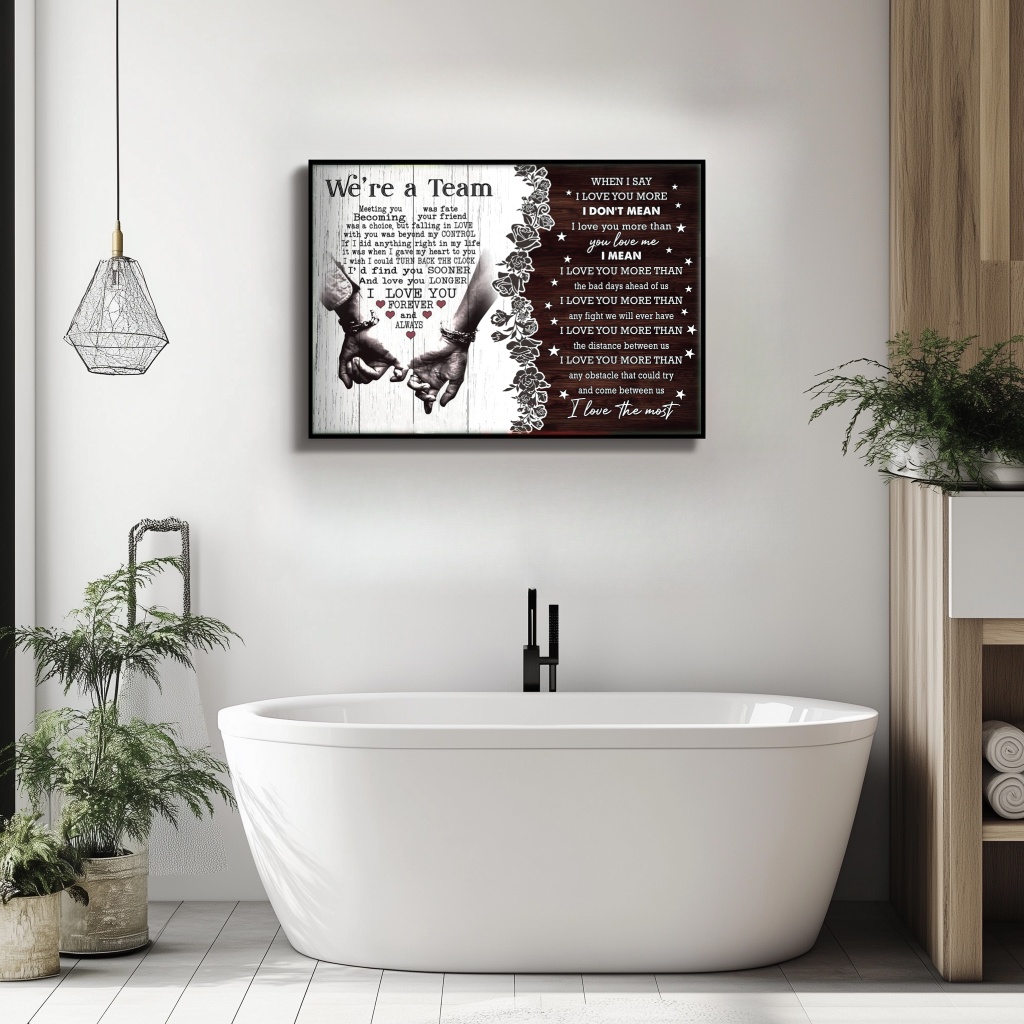 We're a Team
Meeting you was fate
Becoming your friend
was a choice, but falling in LOVE
with you was beyond my CONTROL
If I did anything right in my life
it was when I gave my heart to you
I wish I could TURN BACK THE CLOCK
I'd find you SOONER
And love you LONGER
I LOVE YOU
FOREVER
and
ALWAYS
WHEN I SAY
I LOVE YOU MORE
I DON'T MEAN
I love you more than
you love me
I MEAN
I LOVE YOU MORE THAN
the bad days ahead of us
I LOVE YOU MORE THAN
any fight we will ever have
I LOVE YOU MORE THAN
the distance between us
I LOVE YOU MORE THAN
any obstacle that could try
and come between us
I love the most